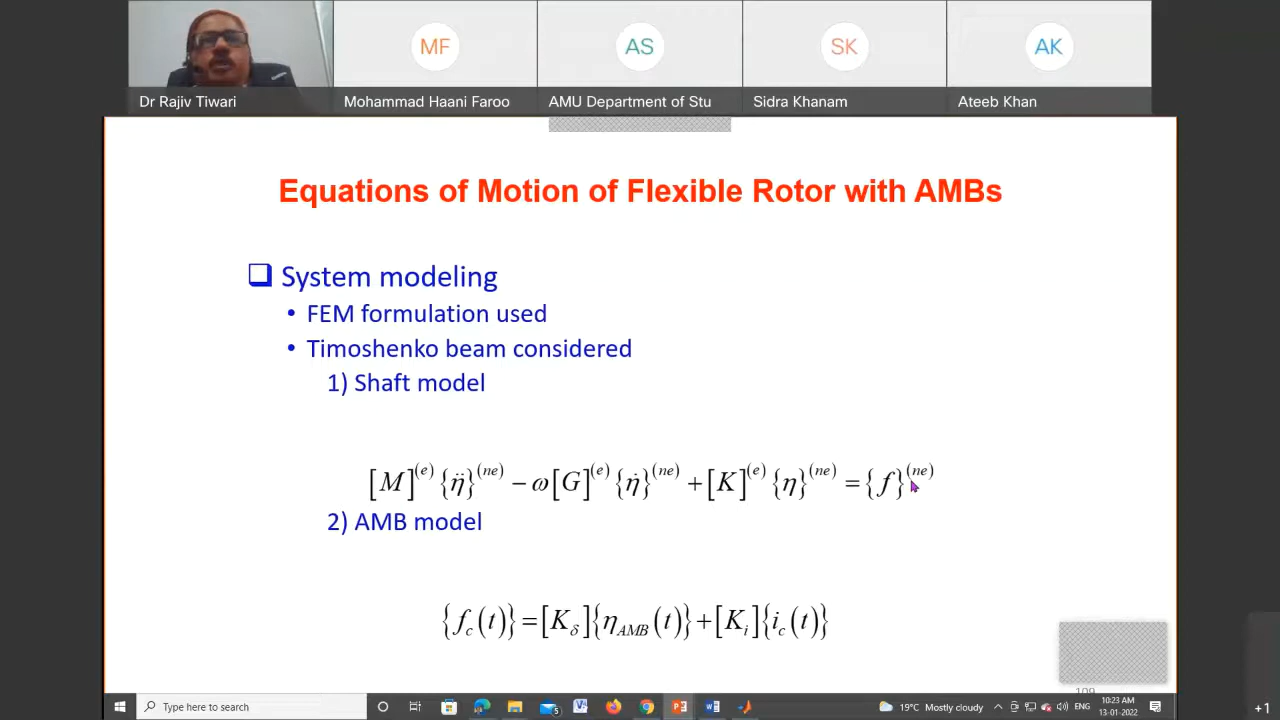 MF
AS
SK
AK
Dr Rajiv Tiwari
Mohammad Haani Faroo
AMU Department of Stu
Sidra Khanam
Ateeb Khan
Equations of Motion of Flexible Rotor with AMBs
❑ System modeling
• FEM formulation used
• Timoshenko beam considered
1) Shaft model
[M]^(e) {η̈}^(ne) − ω[G]^(e) {η̇}^(ne) + [K]^(e) {η}^(ne) = {f}^(ne)
2) AMB model
{f_c(t)} = [K_δ]{η_AMB(t)} + [K_i]{i_c(t)}
109
Type here to search
5
19°C Mostly cloudy
ENG
10:23 AM
13-01-2022
+1